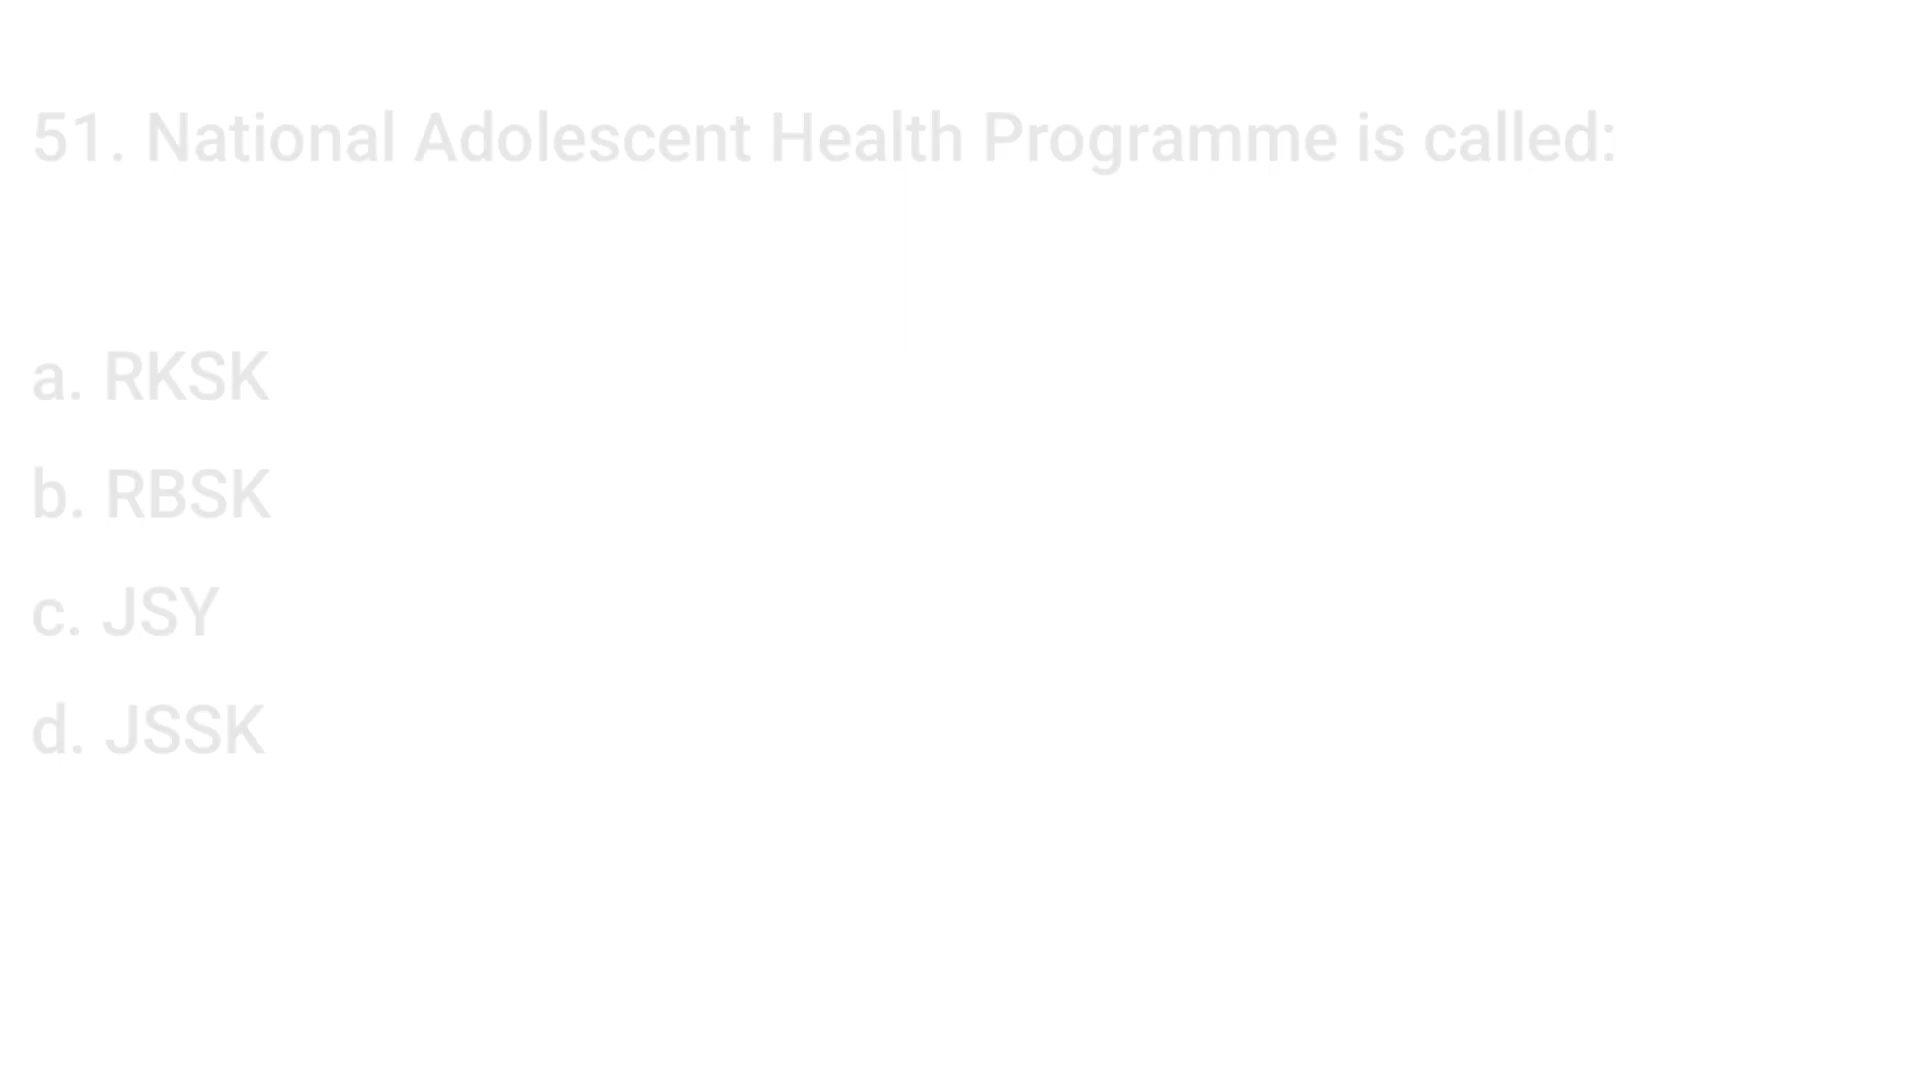 51. National Adolescent Health Programme is called:
a. RKSK
b. RBSK
c. JSY
d. JSSK